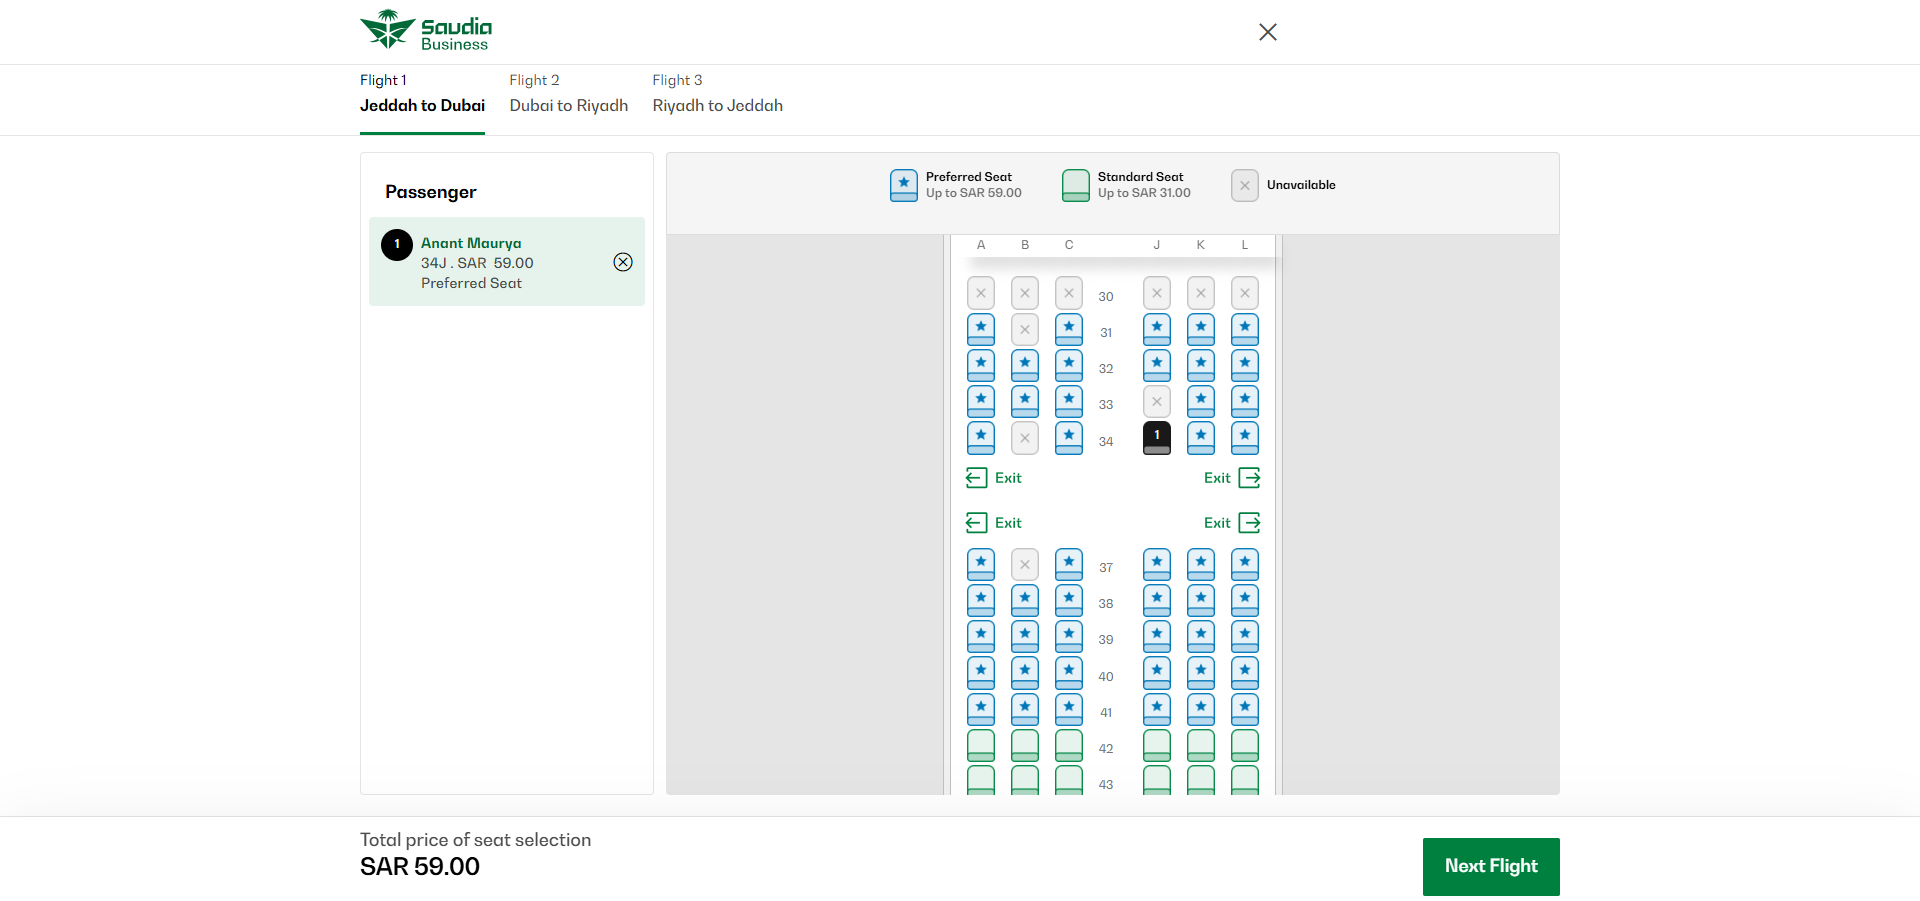 Saudia
Business
Flight 1
Jeddah to Dubai
Flight 2
Dubai to Riyadh
Flight 3
Riyadh to Jeddah
Passenger
1
Anant Maurya
34J . SAR 59.00
Preferred Seat
Preferred Seat
Up to SAR 59.00
Standard Seat
Up to SAR 31.00
Unavailable
A B C J K L
30
31
32
33
1
34
Exit Exit
Exit Exit
37
38
39
40
41
42
43
Total price of seat selection
SAR 59.00
Next Flight